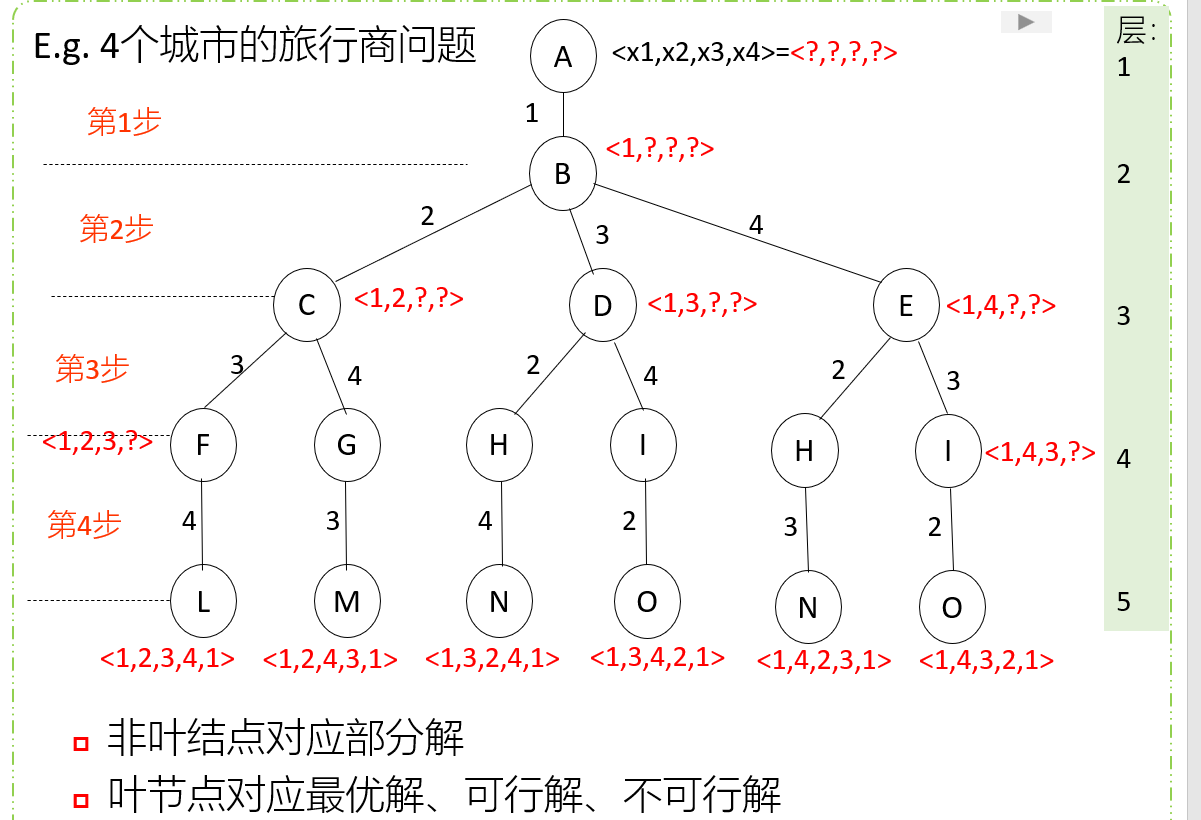 E.g. 4个城市的旅行商问题
A
<x1,x2,x3,x4>=<?,?,?,?>
层:
1
第1步
1
B
<1,?,?,?>
2
第2步
2
3
4
C
<1,2,?,?>
D
<1,3,?,?>
E
<1,4,?,?>
3
第3步
3
4
2
4
2
3
<1,2,3,?>
F
G
H
I
H
I
<1,4,3,?>
4
第4步
4
3
4
2
3
2
L
M
N
O
N
O
5
<1,2,3,4,1>
<1,2,4,3,1>
<1,3,2,4,1>
<1,3,4,2,1>
<1,4,2,3,1>
<1,4,3,2,1>
非叶结点对应部分解
叶节点对应最优解、可行解、不可行解